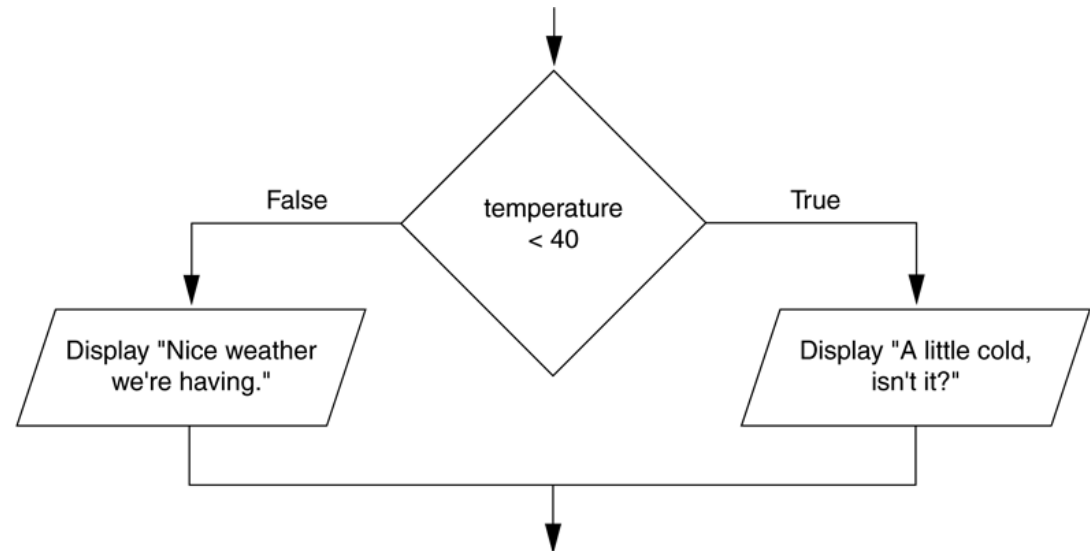 False
temperature
< 40
True
Display "Nice weather
we're having."
Display "A little cold,
isn't it?"